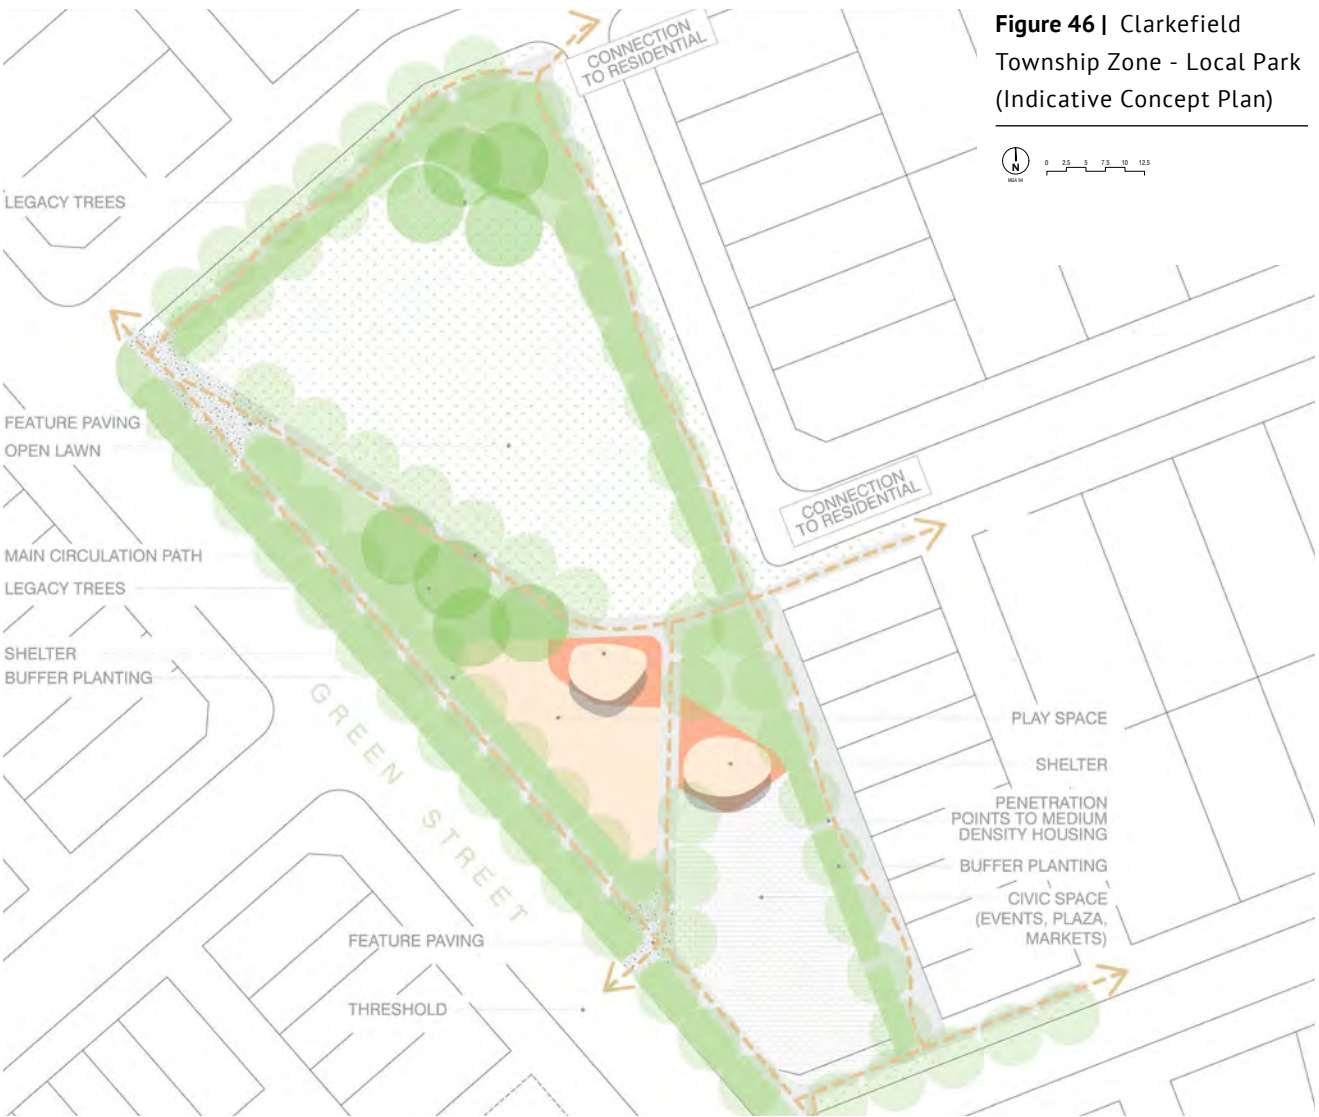 Figure 46 | Clarkefield
Township Zone - Local Park
(Indicative Concept Plan)
N
MGA 94
0 2.5 5 7.5 10 12.5
CONNECTION
TO RESIDENTIAL
LEGACY TREES
FEATURE PAVING
OPEN LAWN
CONNECTION
TO RESIDENTIAL
MAIN CIRCULATION PATH
LEGACY TREES
SHELTER
BUFFER PLANTING
GREEN STREET
PLAY SPACE
SHELTER
PENETRATION
POINTS TO MEDIUM
DENSITY HOUSING
BUFFER PLANTING
CIVIC SPACE
(EVENTS, PLAZA,
MARKETS)
FEATURE PAVING
THRESHOLD